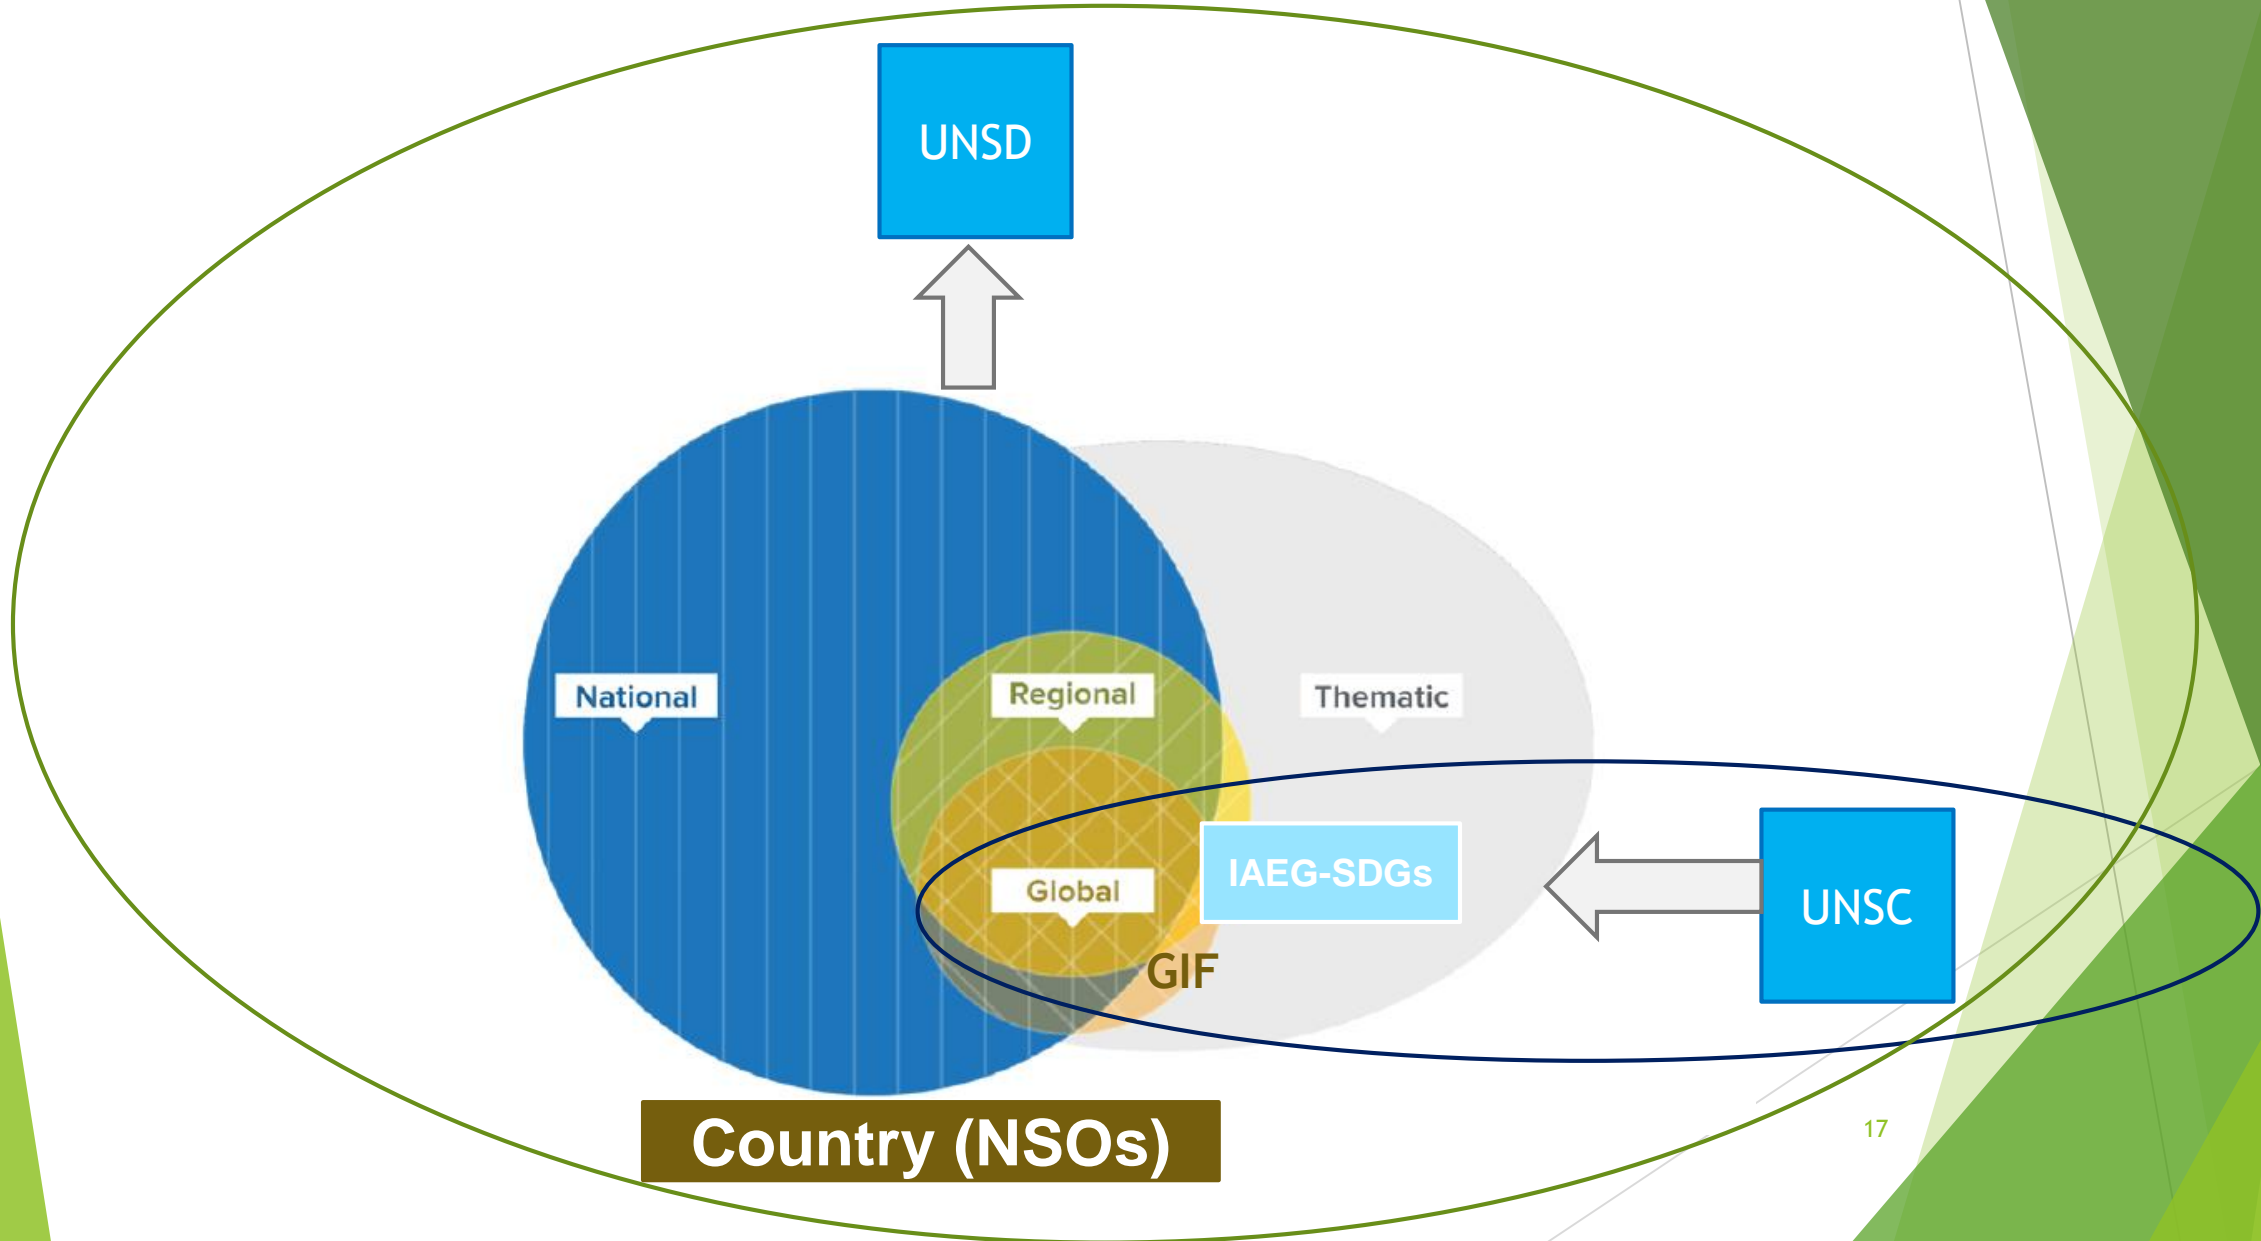 UNSD
National
Regional
Thematic
Global
IAEG-SDGs
UNSC
GIF
Country (NSOs)
17